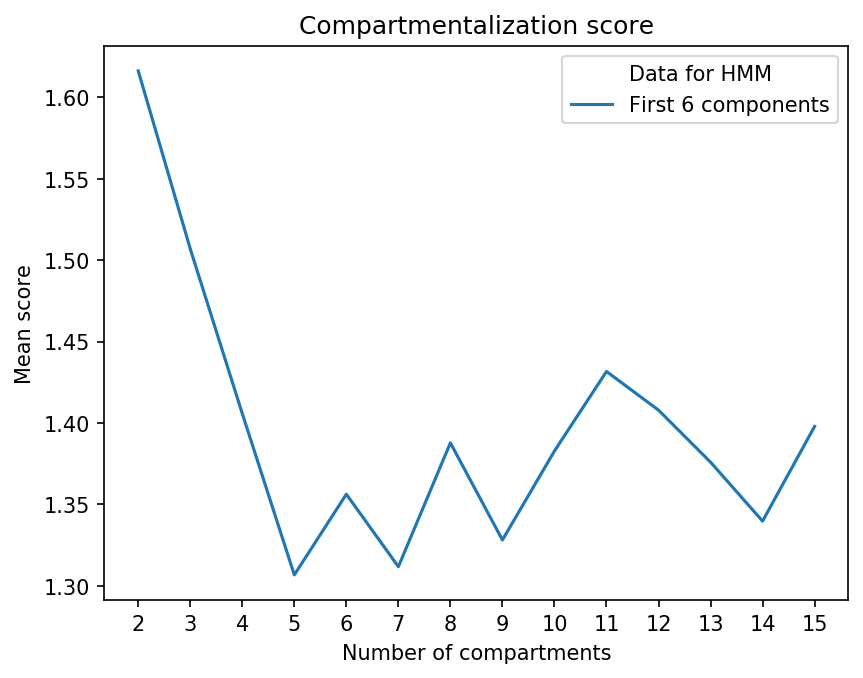 Compartmentalization score
Data for HMM
First 6 components
Mean score
1.60
1.55
1.50
1.45
1.40
1.35
1.30
2 3 4 5 6 7 8 9 10 11 12 13 14 15
Number of compartments